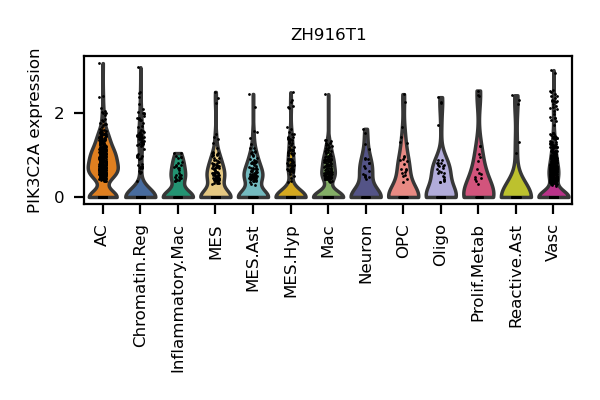 ZH916T1
PIK3C2A expression
2
0
AC
Chromatin.Reg
Inflammatory.Mac
MES
MES.Ast
MES.Hyp
Mac
Neuron
OPC
Oligo
Prolif.Metab
Reactive.Ast
Vasc